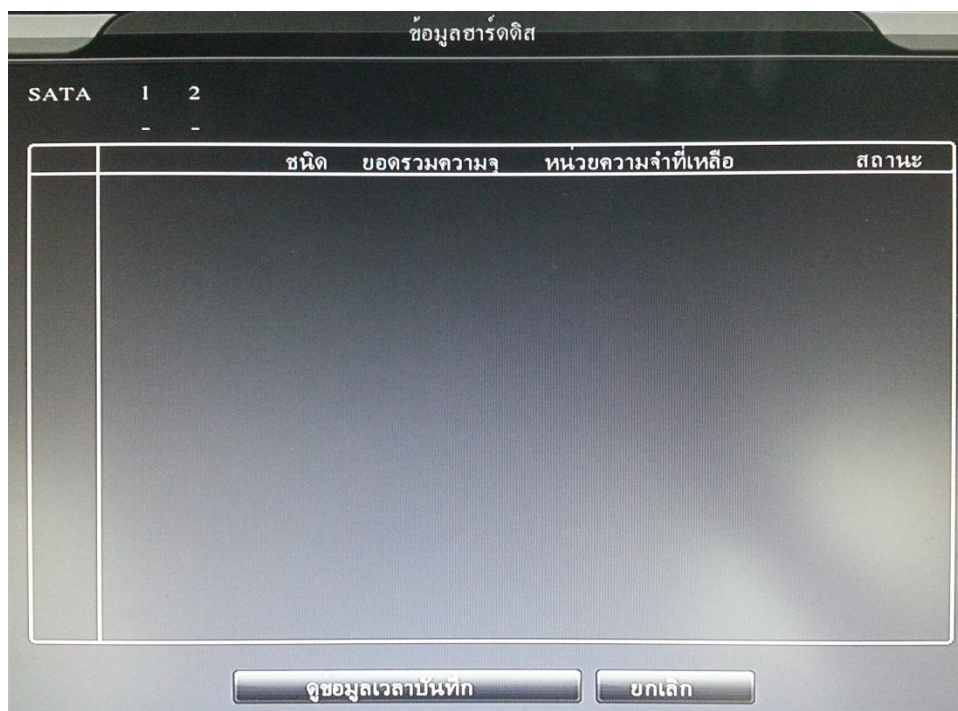 ข้อมูลฮาร์ดดิส
SATA 1 2
- -
ชนิด ยอดรวมความจุ หน่วยความจำที่เหลือ สถานะ
ดูข้อมูลเวลาบันทึก ยกเลิก